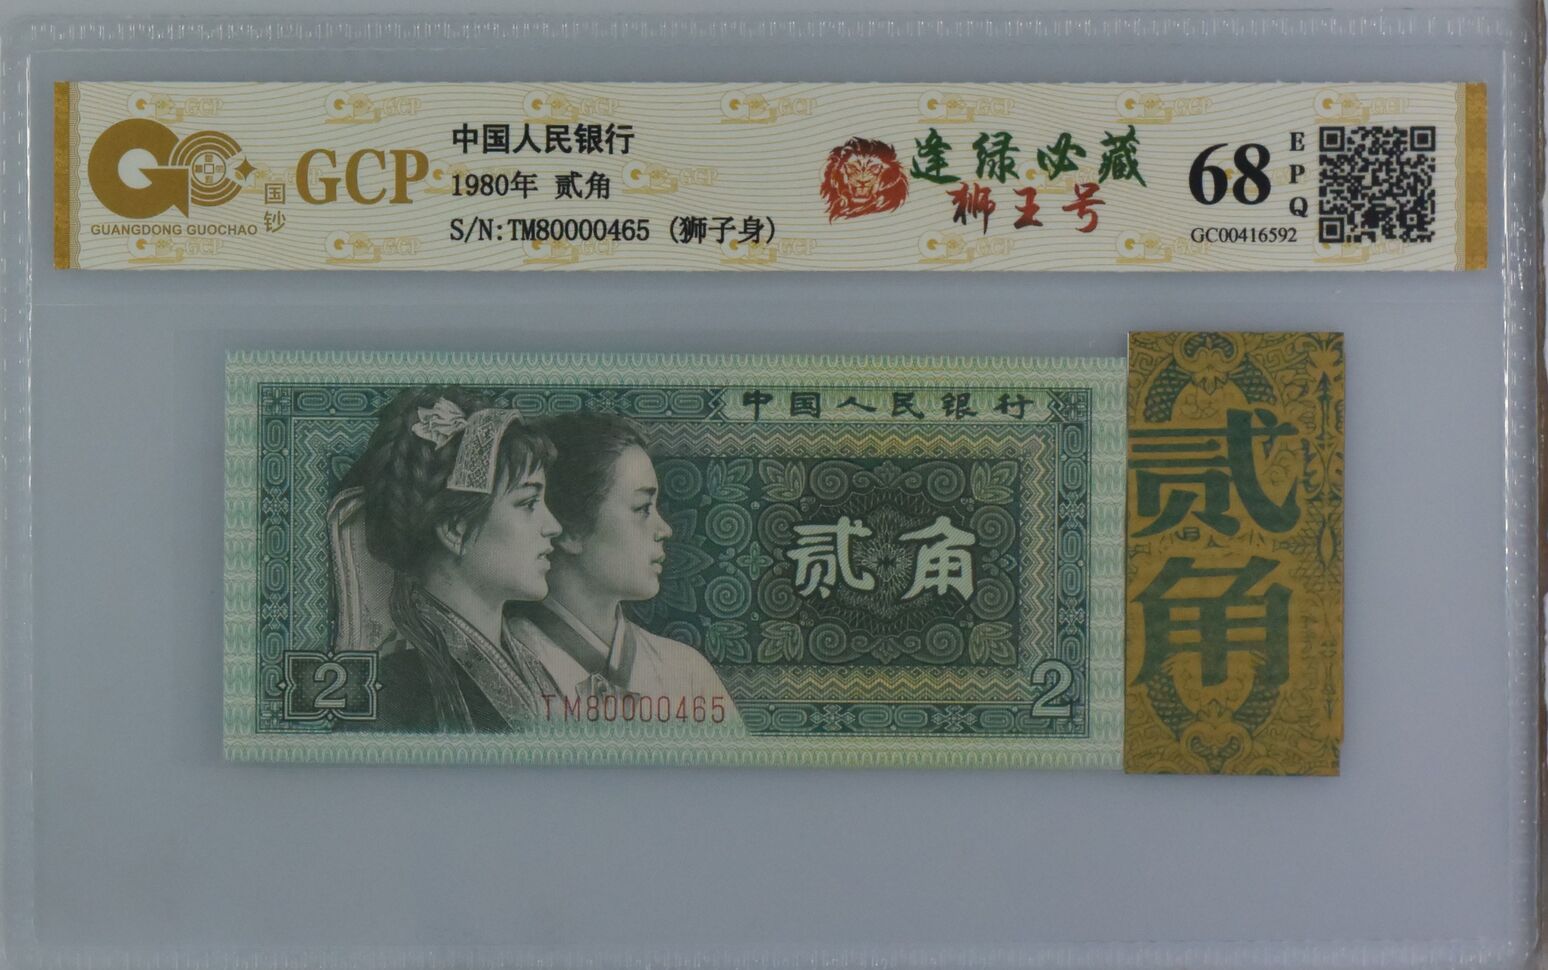 GCP
国钞
GUANGDONG GUOCHAO
中国人民银行
1980年 贰角
S/N:TM80000465 (狮子身)
逢绿必藏
狮王号
68
EPQ
GC00416592
中国人民银行
贰角
2
2
TM80000465
贰角